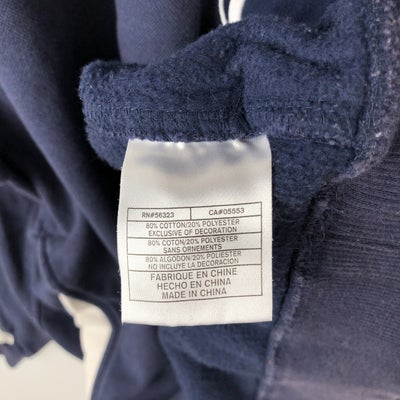 RN#56323 CA#05553
80% COTTON/20% POLYESTER
EXCLUSIVE OF DECORATION
80% COTON/20% POLYESTER
SANS ORNEMENTS
80% ALGODON/20% POLIESTER
NO INCLUYE LA DECORACION
FABRIQUE EN CHINE
HECHO EN CHINA
MADE IN CHINA